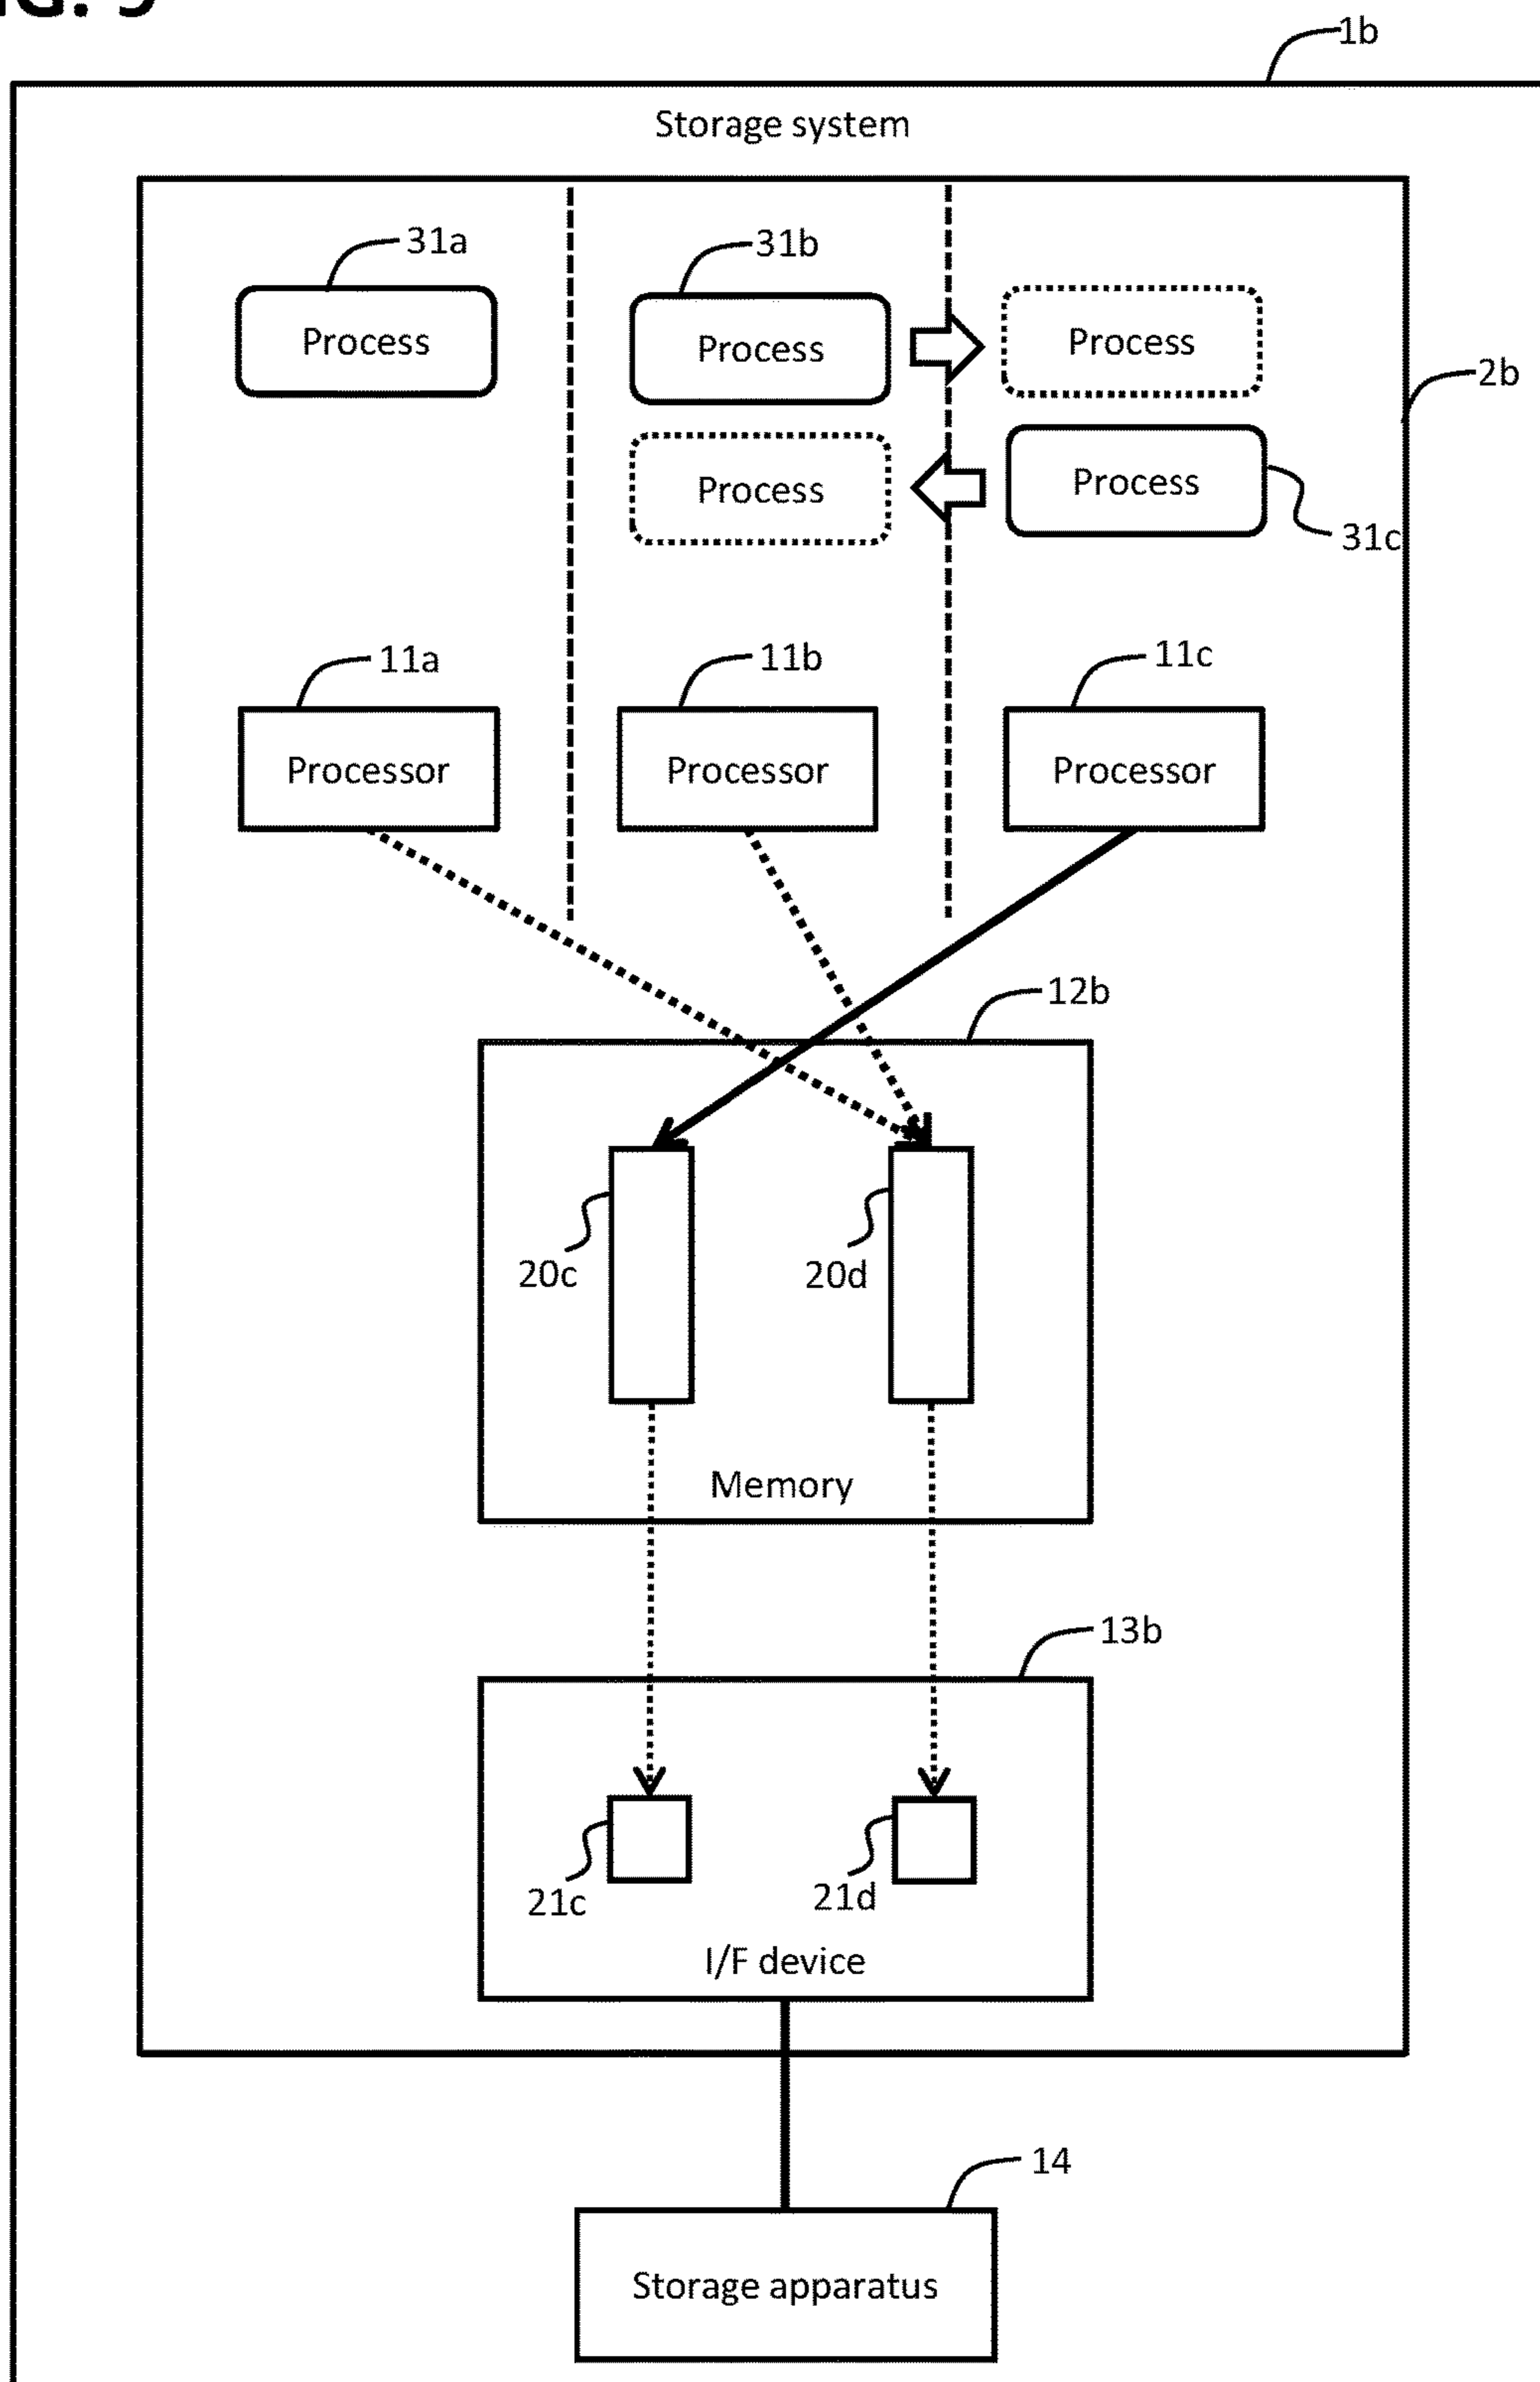 1b
Storage system
31a
31b
Process
Process
Process
2b
Process
Process
31c
11a
11b
11c
Processor
Processor
Processor
12b
20c
20d
Memory
13b
21c
21d
I/F device
14
Storage apparatus